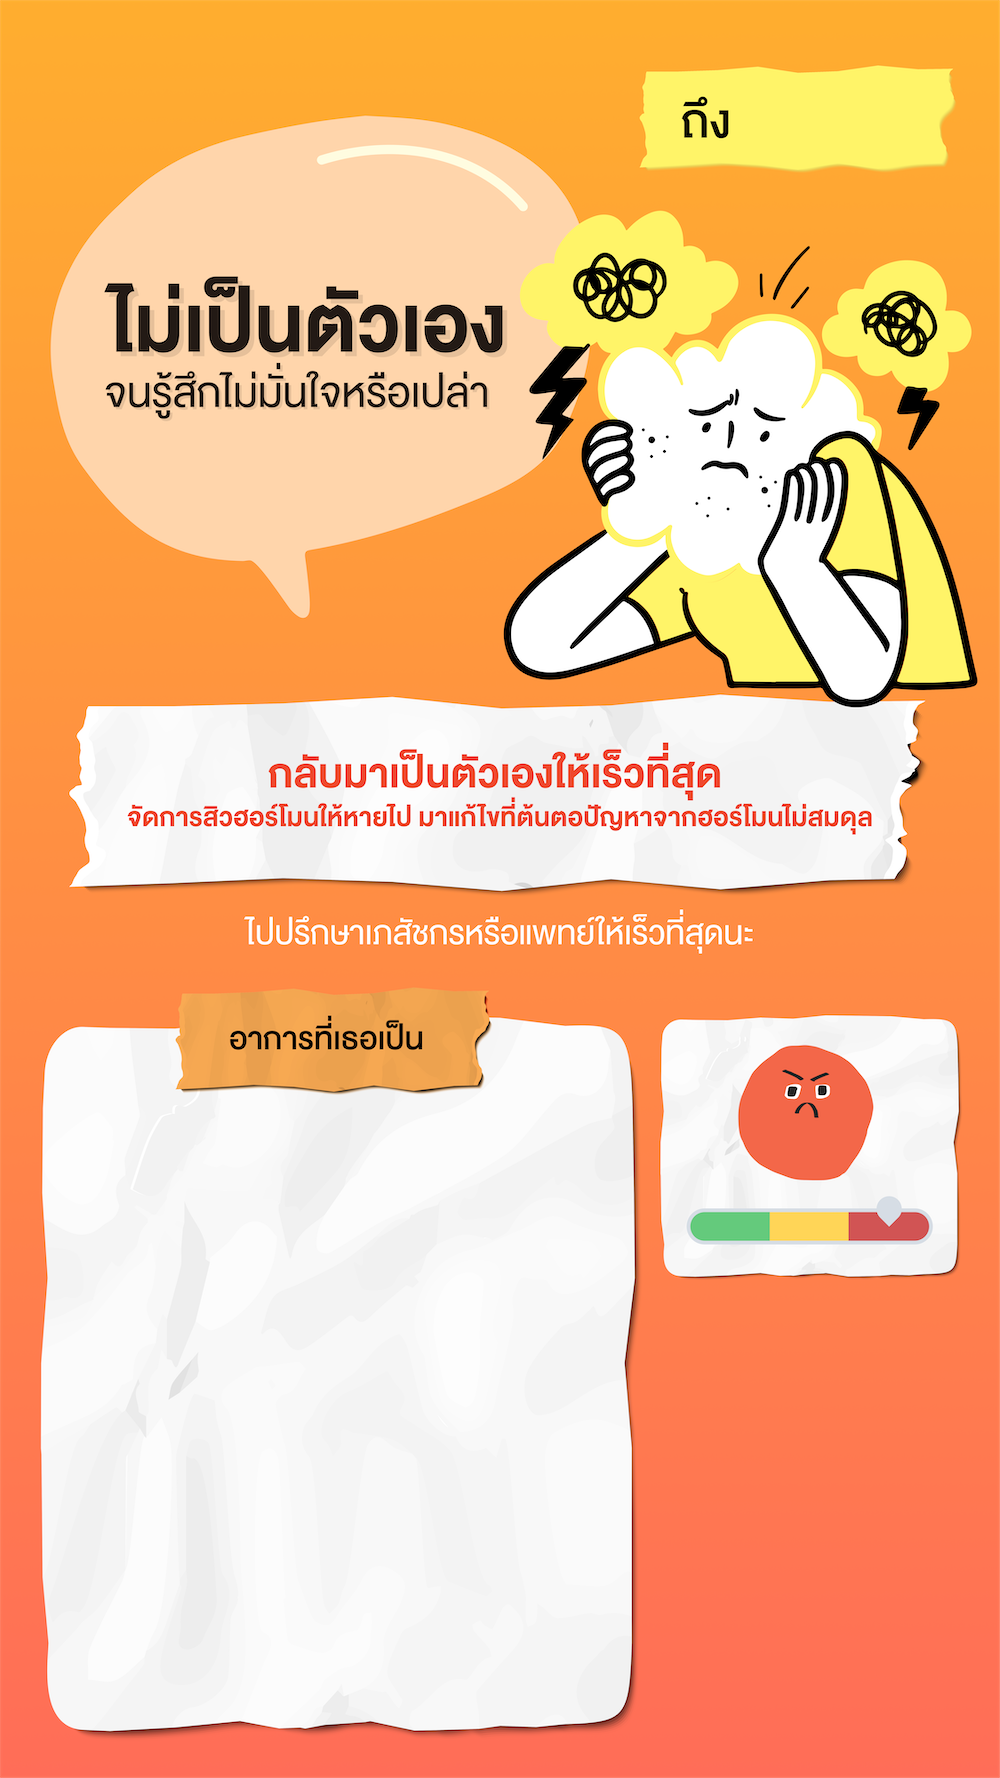 ถึง
ไม่เป็นตัวเอง
จนรู้สึกไม่มั่นใจหรือเปล่า
กลับมาเป็นตัวเองให้เร็วที่สุด
จัดการสิวฮอร์โมนให้หายไป มาแก้ไขที่ต้นตอปัญหาจากฮอร์โมนไม่สมดุล
ไปปรึกษาเภสัชกรหรือแพทย์ให้เร็วที่สุดนะ
อาการที่เธอเป็น